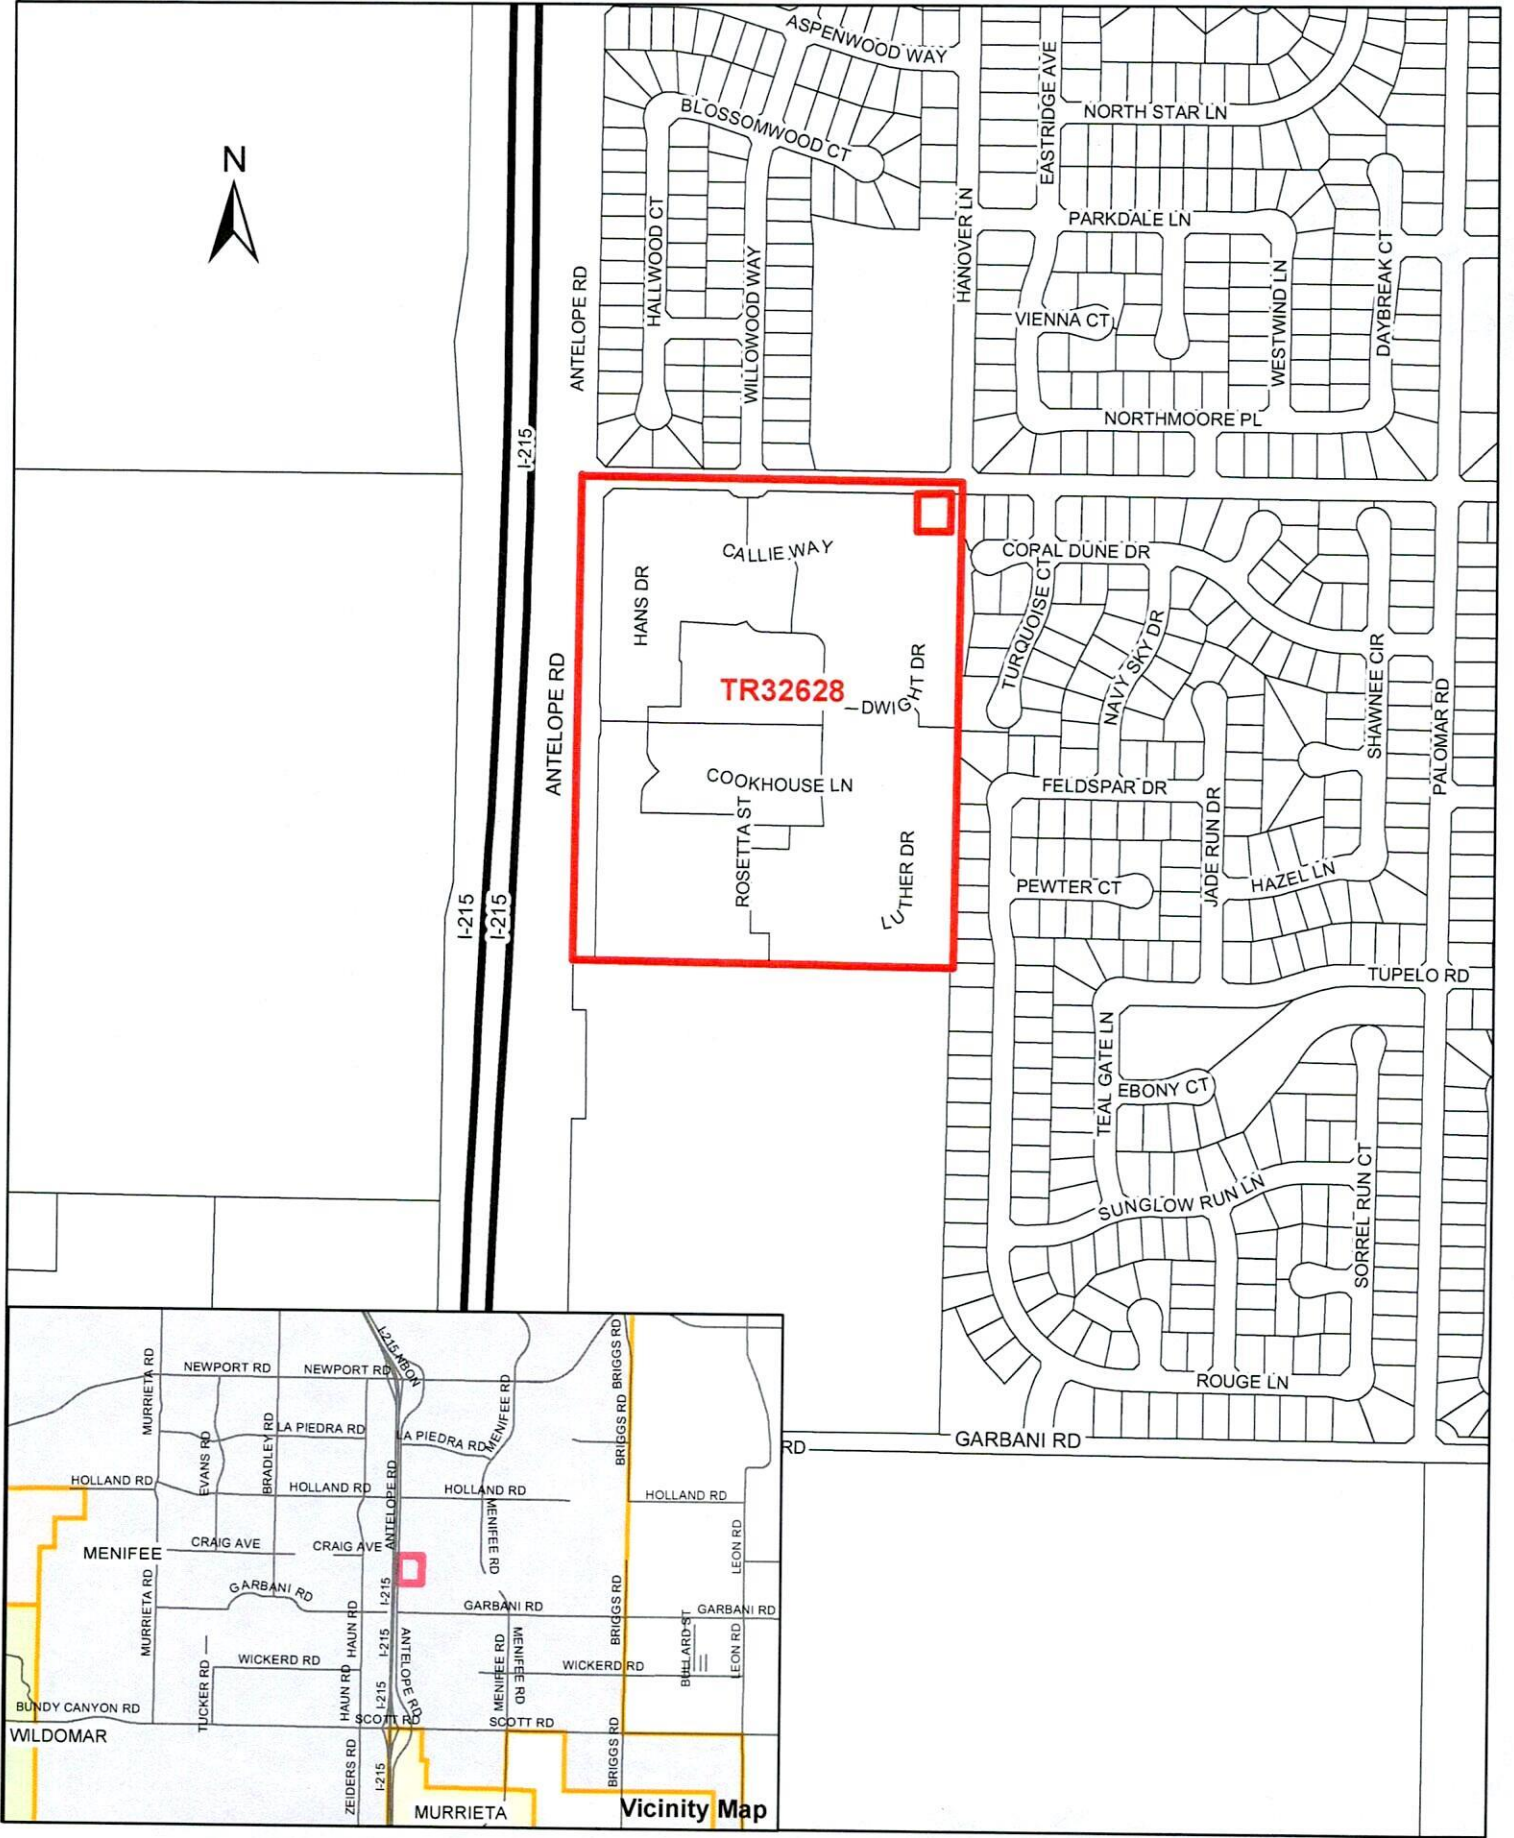 ASPENWOOD WAY
EASTRIDGE AVE
NORTH STAR LN
BLOSSOMWOOD CT
N
HALLWOOD CT
WILLOWOOD WAY
HANOVER LN
PARKDALE LN
ANTELOPE RD
VIENNA CT
WESTWIND LN
DAYBREAK CT
NORTHMOORE PL
I-215
CALLIE WAY
HANS DR
CORAL DUNE DR
TURQUOISE CT
NAVY SKY DR
SHAWNEE CIR
PALOMAR RD
ANTELOPE RD
TR32628
DWIGHT DR
COOKHOUSE LN
FELDSPAR DR
ROSETTA ST
LUTHER DR
JADE RUN DR
PEWTER CT
HAZEL LN
I-215
I-215
TUPELO RD
TEAL GATE LN
EBONY CT
SUNGLOW RUN LN
SORREL RUN CT
ROUGE LN
RD
GARBANI RD
I-215 NBON
BRIGGS RD
MURRIETA RD
NEWPORT RD
NEWPORT RD
MENIFEE RD
EVANS RD
BRADLEY RD
LA PIEDRA RD
LA PIEDRA RD
BRIGGS RD
HOLLAND RD
HOLLAND RD
ANTELOPE RD
HOLLAND RD
HOLLAND RD
MENIFEE RD
LEON RD
MENIFEE
CRAIG AVE
CRAIG AVE
MURRIETA RD
GARBANI RD
I-215
GARBANI RD
BRIGGS RD
GARBANI RD
HAUN RD
I-215
ANTELOPE RD
MENIFEE RD
MENIFEE RD
BULLARD ST
LEON RD
WICKERD RD
WICKERD RD
TUCKER RD
HAUN RD
I-215
BUNDY CANYON RD
SCOTT RD
SCOTT RD
WILDOMAR
ZEIDERS RD
I-215
BRIGGS RD
MURRIETA
Vicinity Map